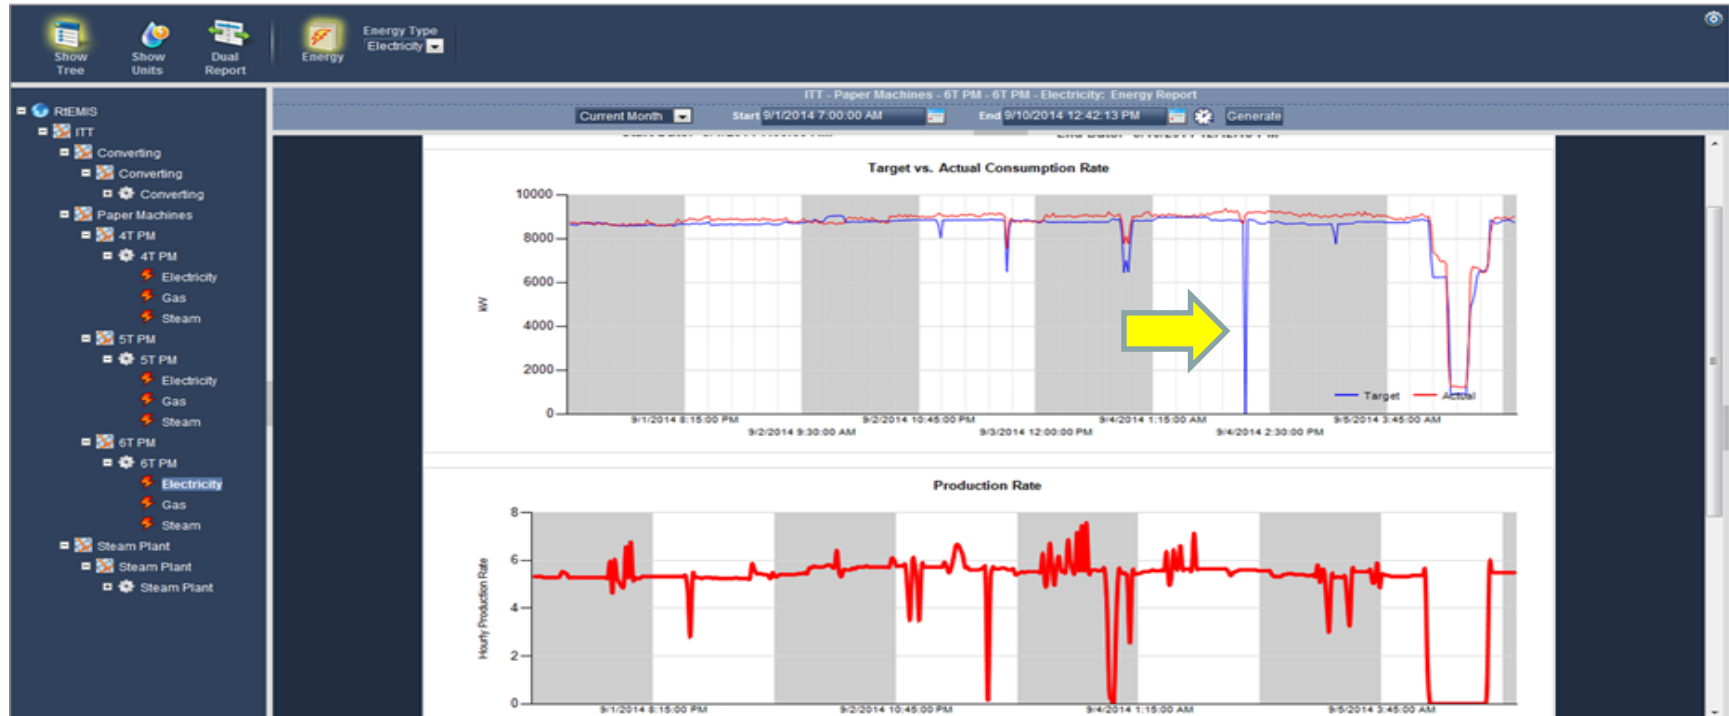 Show Tree
Show Units
Dual Report
Energy
Energy Type
Electricity
RtEMIS
ITT
Converting
Converting
Converting
Paper Machines
4T PM
4T PM
Electricity
Gas
Steam
5T PM
5T PM
Electricity
Gas
Steam
6T PM
6T PM
Electricity
Gas
Steam
Steam Plant
Steam Plant
Steam Plant
ITT - Paper Machines - 6T PM - 6T PM - Electricity: Energy Report
Current Month Start 9/1/2014 7:00:00 AM End 9/10/2014 12:42:13 PM Generate
Target vs. Actual Consumption Rate
10000
8000
6000
4000
2000
0
kW
Target Actual
9/1/2014 8:15:00 PM
9/2/2014 9:30:00 AM
9/2/2014 10:45:00 PM
9/3/2014 12:00:00 PM
9/4/2014 1:15:00 AM
9/4/2014 2:30:00 PM
9/5/2014 3:45:00 AM
Production Rate
8
6
4
2
0
Hourly Production Rate
9/1/2014 8:15:00 PM
9/2/2014 10:45:00 PM
9/4/2014 1:15:00 AM
9/5/2014 3:45:00 AM